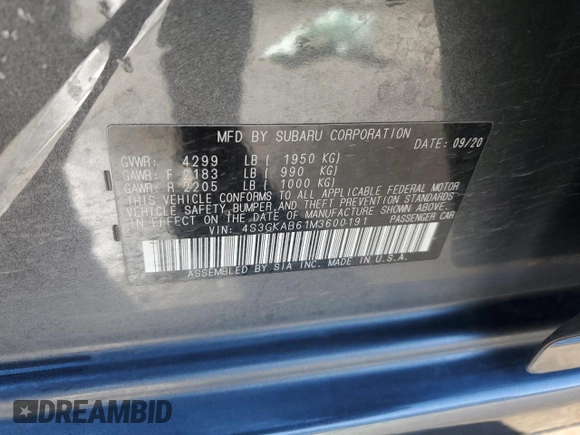 MFD BY SUBARU CORPORATION
DATE: 09/20
GVWR: 4299 LB ( 1950 KG)
GAWR: F 2183 LB ( 990 KG)
GAWR: R 2205 LB ( 1000 KG)
THIS VEHICLE CONFORMS TO ALL APPLICABLE FEDERAL MOTOR
VEHICLE SAFETY, BUMPER, AND THEFT PREVENTION STANDARDS
IN EFFECT ON THE DATE OF MANUFACTURE SHOWN ABOVE.
VIN: 4S3GKAB61M3600191 PASSENGER CAR
ASSEMBLED BY SIA INC. MADE IN U.S.A.
DREAMBID